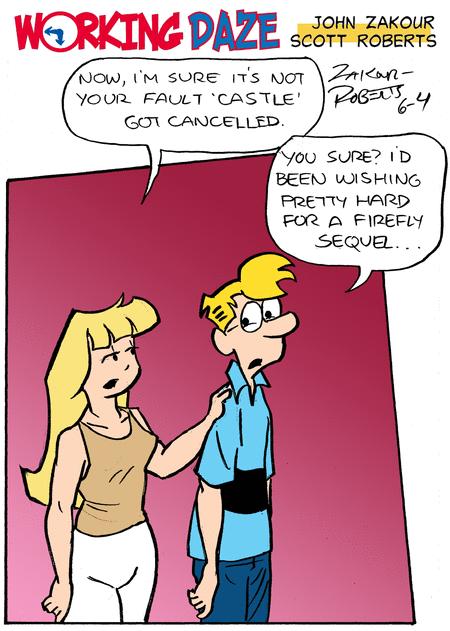 WORKING DAZE
JOHN ZAKOUR
SCOTT ROBERTS
NOW, I'M SURE IT'S NOT
YOUR FAULT 'CASTLE'
GOT CANCELLED.
ZAKOUR-
ROBERTS
6-4
YOU SURE? I'D
BEEN WISHING
PRETTY HARD
FOR A FIREFLY
SEQUEL...